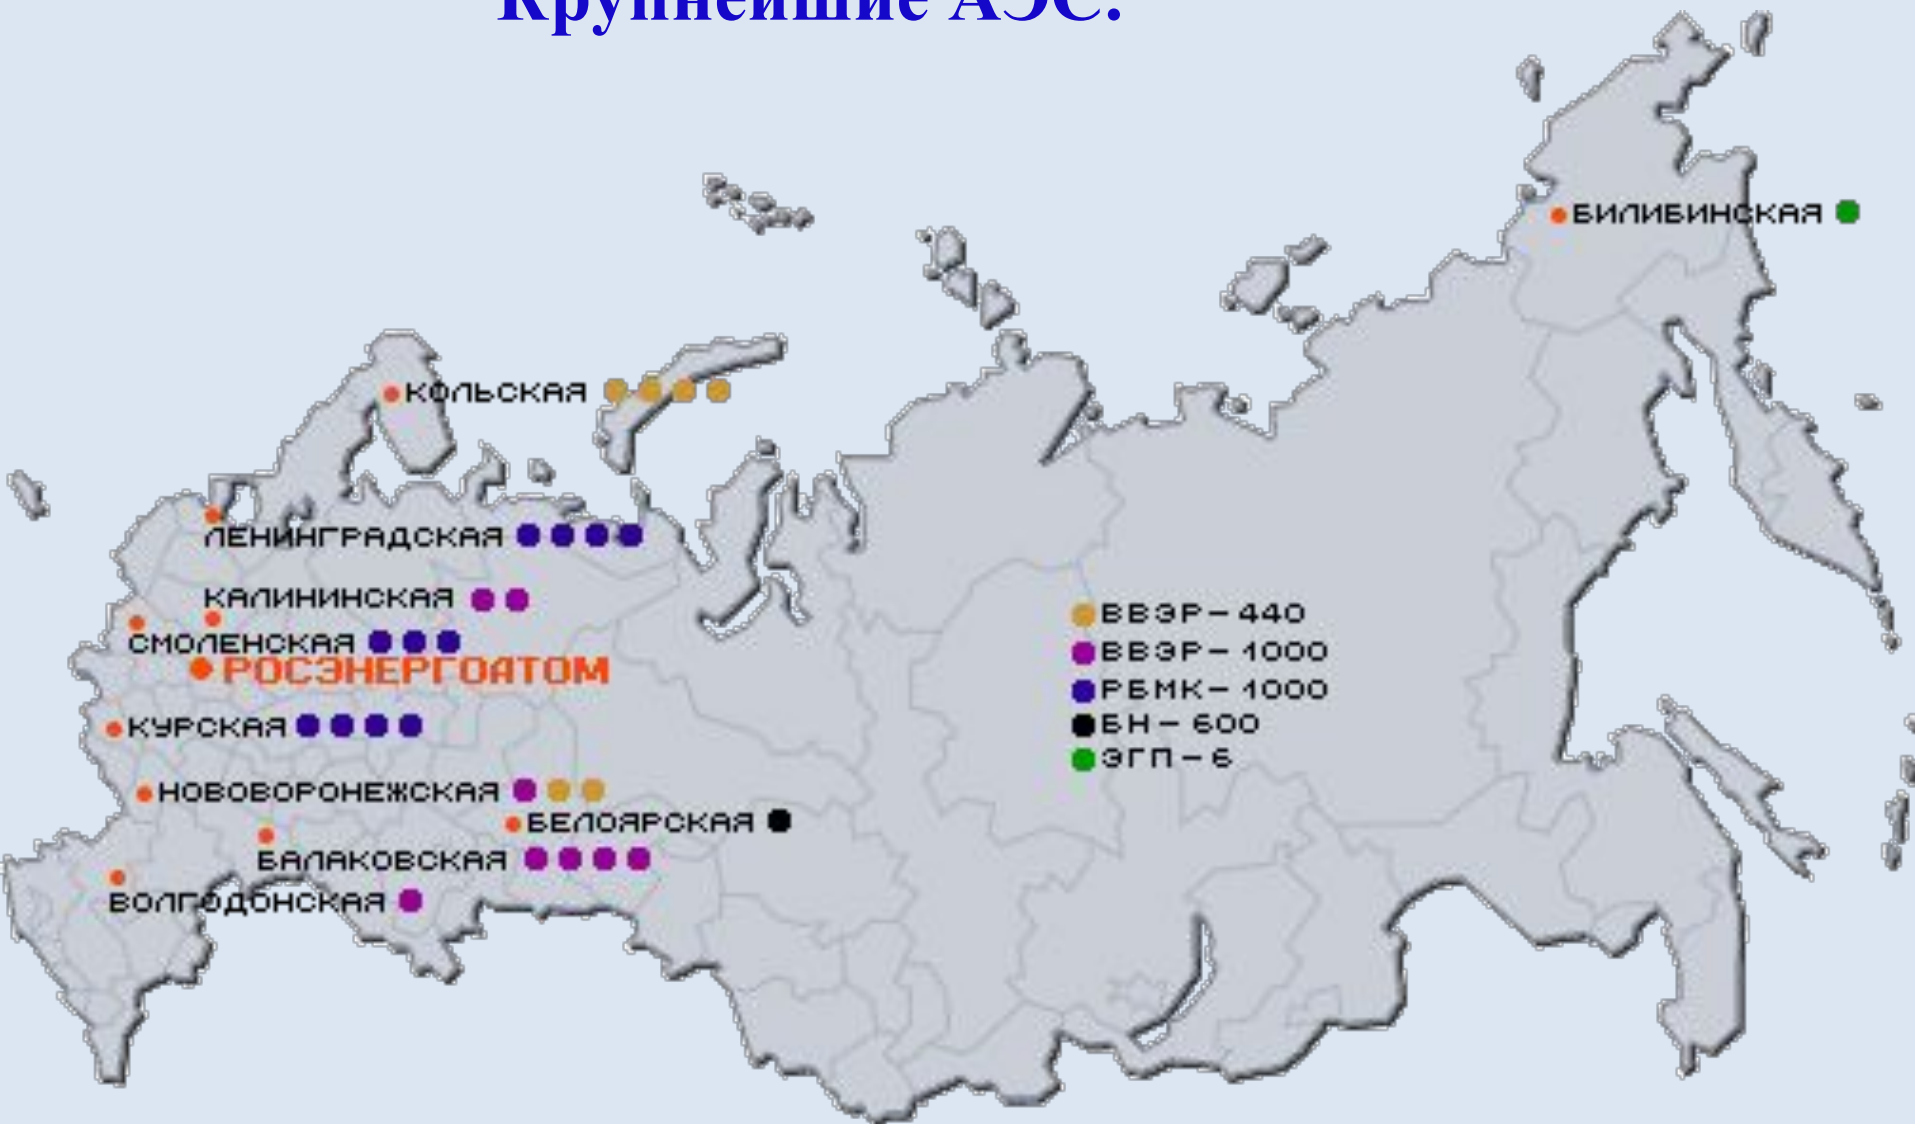 Крупнейшие АЭС.
БИЛИБИНСКАЯ
КОЛЬСКАЯ
ЛЕНИНГРАДСКАЯ
КАЛИНИНСКАЯ
СМОЛЕНСКАЯ
РОСЭНЕРГОАТОМ
КУРСКАЯ
НОВОВОРОНЕЖСКАЯ
БЕЛОЯРСКАЯ
БАЛАКОВСКАЯ
ВОЛГОДОНСКАЯ
ВВЭР-440
ВВЭР-1000
РБМК-1000
БН-600
ЭГП-6